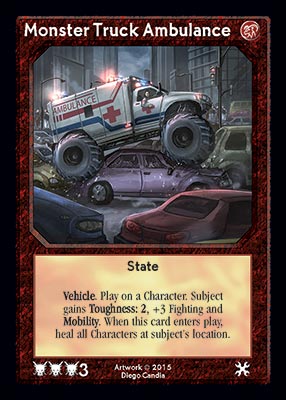 Monster Truck Ambulance
AMBULANCE
State
Vehicle. Play on a Character. Subject
gains Toughness: 2, +3 Fighting and
Mobility. When this card enters play,
heal all Characters at subject's location.
3
Artwork © 2015
Diego Candia